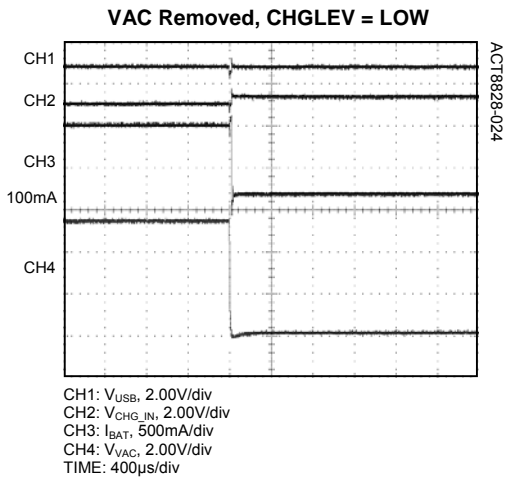 VAC Removed, CHGLEV = LOW
CH1
CH2
CH3
100mA
CH4
ACT8828-024
CH1: VUSB, 2.00V/div
CH2: VCHG_IN, 2.00V/div
CH3: IBAT, 500mA/div
CH4: VVAC, 2.00V/div
TIME: 400µs/div